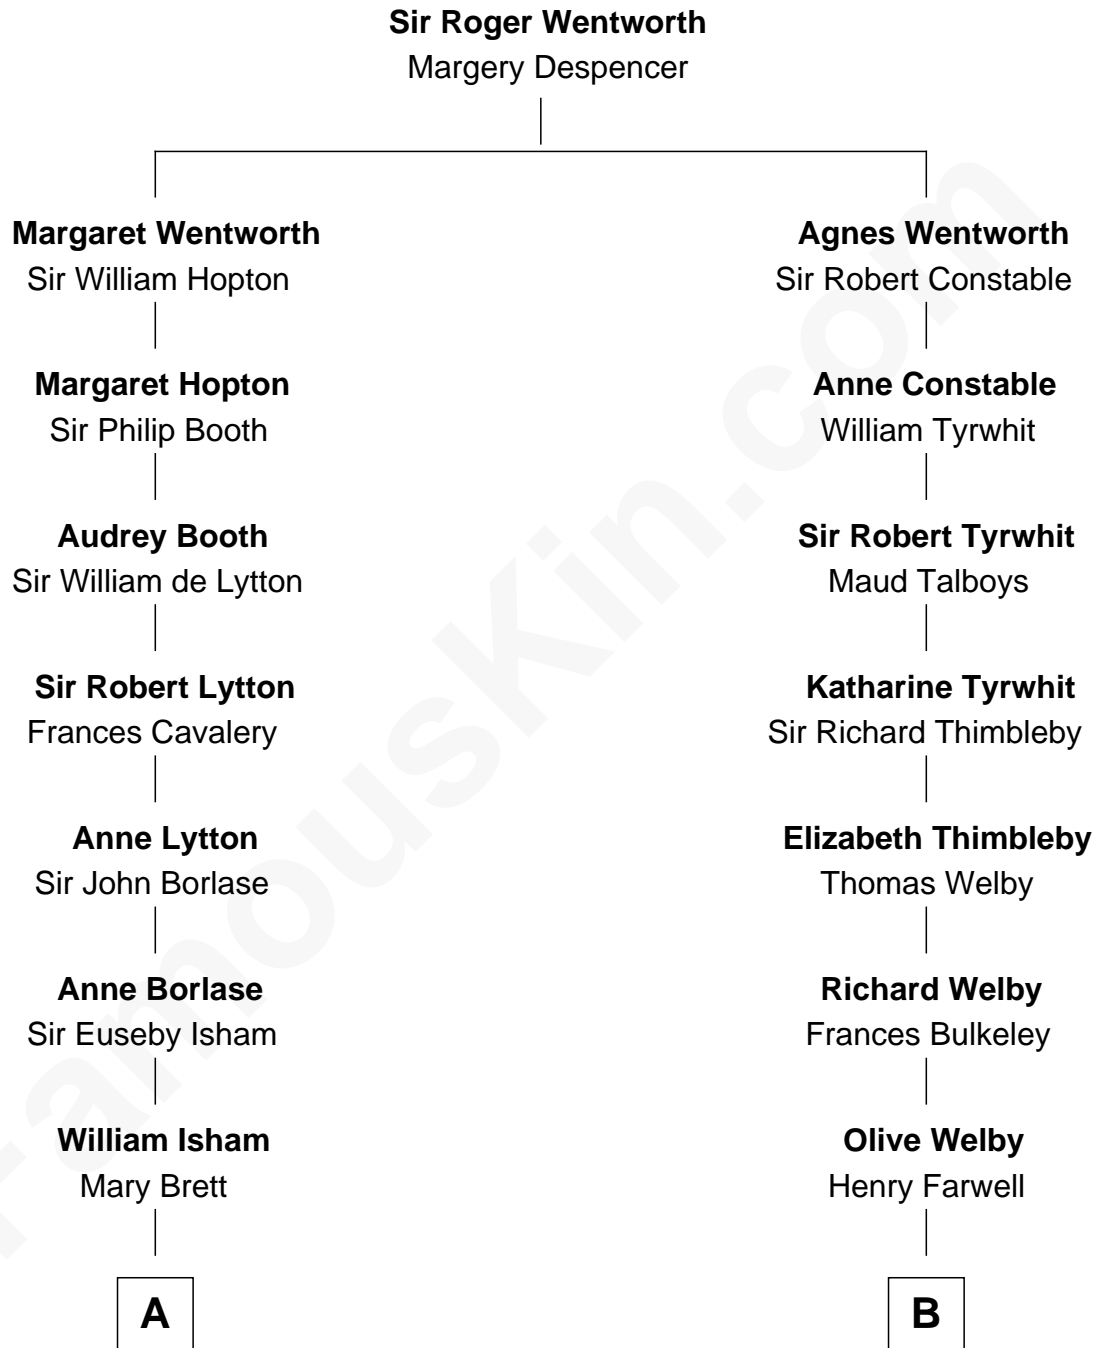 Sir Roger Wentworth
Margery Despencer
Margaret Wentworth
Sir William Hopton
Agnes Wentworth
Sir Robert Constable
Margaret Hopton
Sir Philip Booth
Anne Constable
William Tyrwhit
Audrey Booth
Sir William de Lytton
Sir Robert Tyrwhit
Maud Talboys
Sir Robert Lytton
Frances Cavalery
Katharine Tyrwhit
Sir Richard Thimbleby
Anne Lytton
Sir John Borlase
Elizabeth Thimbleby
Thomas Welby
Anne Borlase
Sir Euseby Isham
Richard Welby
Frances Bulkeley
William Isham
Mary Brett
Olive Welby
Henry Farwell
A
B
FamousKin.com